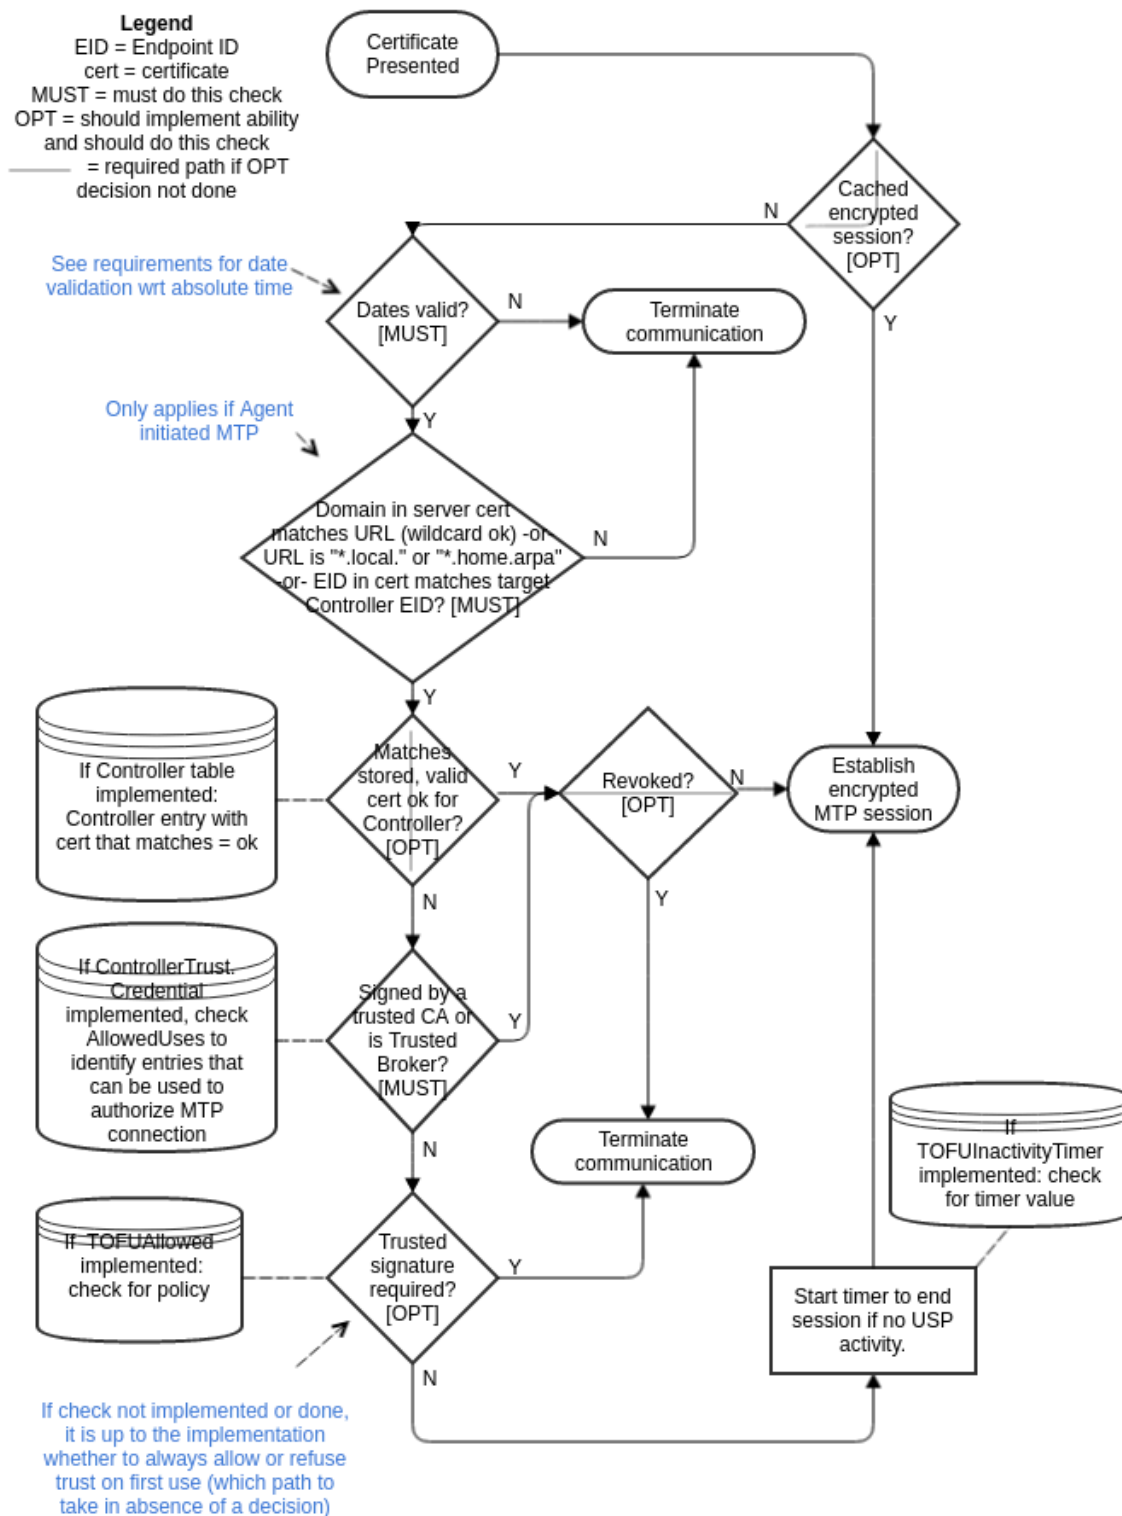 Legend
EID = Endpoint ID
cert = certificate
MUST = must do this check
OPT = should implement ability
and should do this check
= required path if OPT
decision not done
Certificate
Presented
Cached
encrypted
session?
[OPT]
N
Y
See requirements for date
validation wrt absolute time
Dates valid?
[MUST]
N
Y
Terminate
communication
Only applies if Agent
initiated MTP
Domain in server cert
matches URL (wildcard ok) -or-
URL is "*.local." or "*.home.arpa"
-or- EID in cert matches target
Controller EID? [MUST]
N
Y
If Controller table
implemented:
Controller entry with
cert that matches = ok
Matches
stored, valid
cert ok for
Controller?
[OPT]
Y
N
Revoked?
[OPT]
N
Y
Establish
encrypted
MTP session
If ControllerTrust.
Credential
implemented, check
AllowedUses to
identify entries that
can be used to
authorize MTP
connection
Signed by a
trusted CA or
is Trusted
Broker?
[MUST]
Y
N
Terminate
communication
If
TOFUInactivityTimer
implemented: check
for timer value
If TOFUAllowed
implemented:
check for policy
Trusted
signature
required?
[OPT]
Y
N
Start timer to end
session if no USP
activity.
If check not implemented or done,
it is up to the implementation
whether to always allow or refuse
trust on first use (which path to
take in absence of a decision)